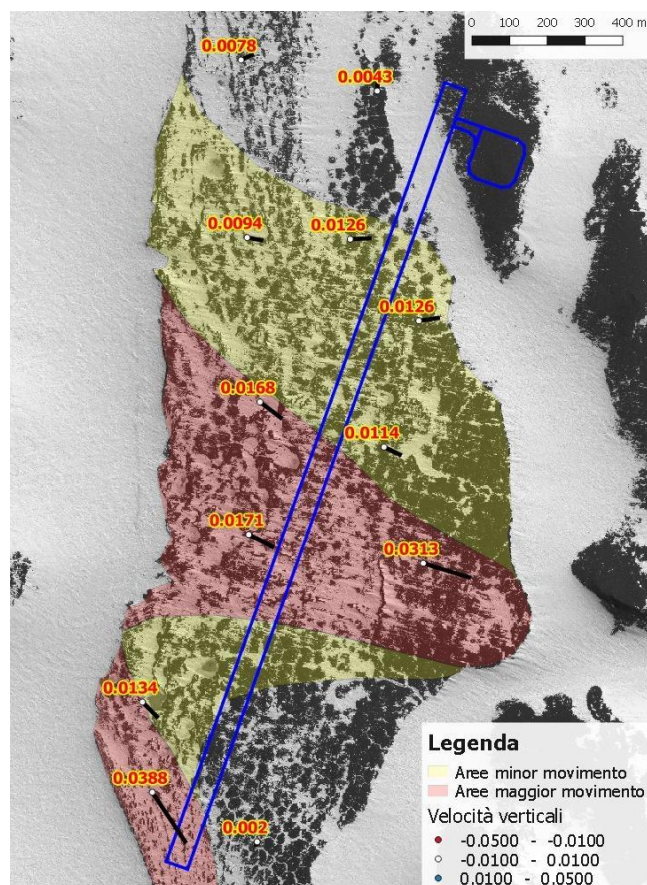 0 100 200 300 400 m
0.0078
0.0043
0.0094
0.0126
0.0126
0.0168
0.0114
0.0171
0.0313
0.0134
0.0388
0.002
Legenda
Aree minor movimento
Aree maggior movimento
Velocità verticali
-0.0500 - -0.0100
-0.0100 - 0.0100
0.0100 - 0.0500